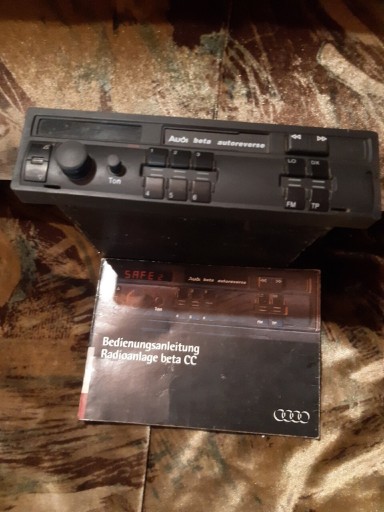 Audi beta autoreverse
LO DX
Ton
FM TP
SAFE
Audi beta autoreverse
Bedienungsanleitung
Radioanlage beta CC